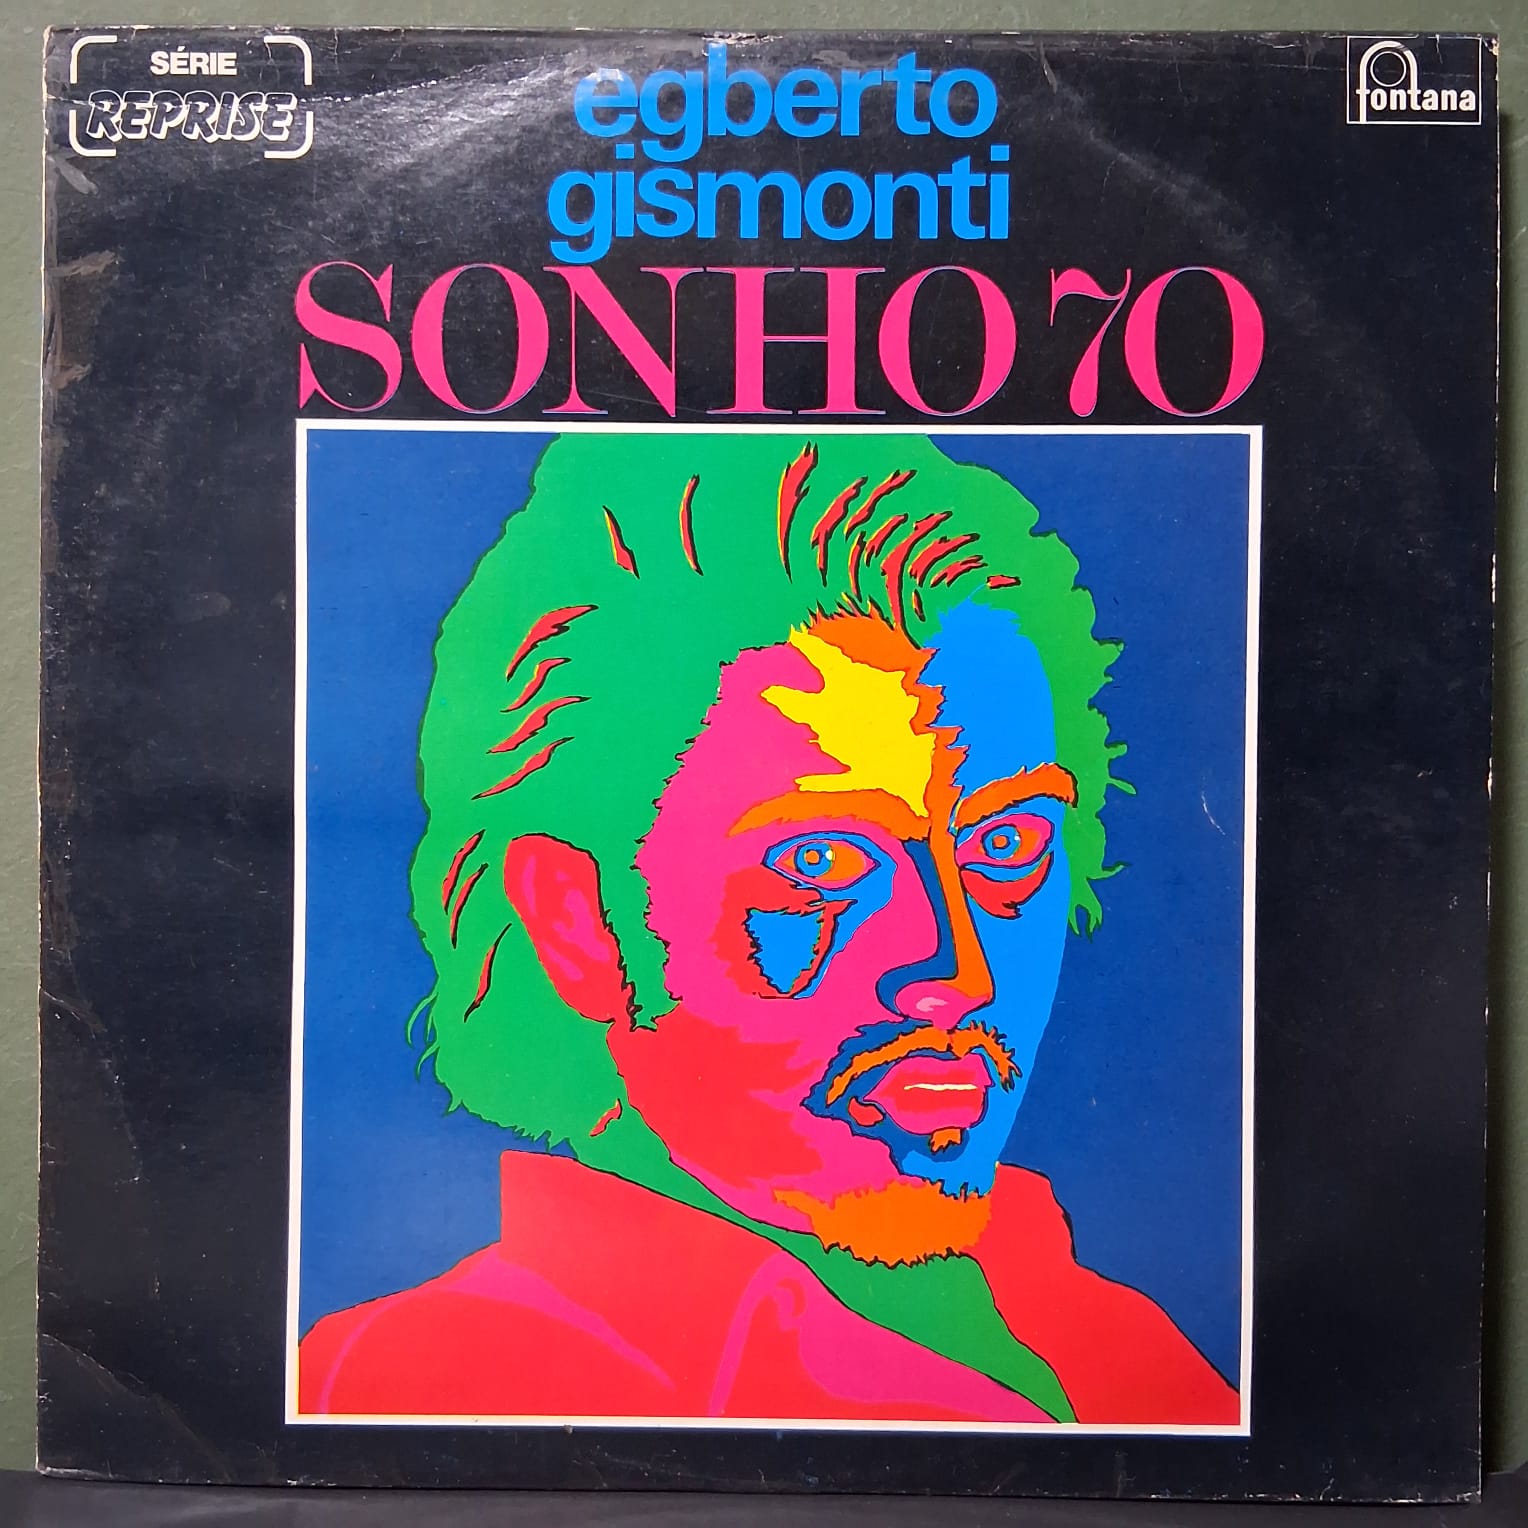 SÉRIE
REPRISE
egberto
gismonti
SONHO 70
fontana